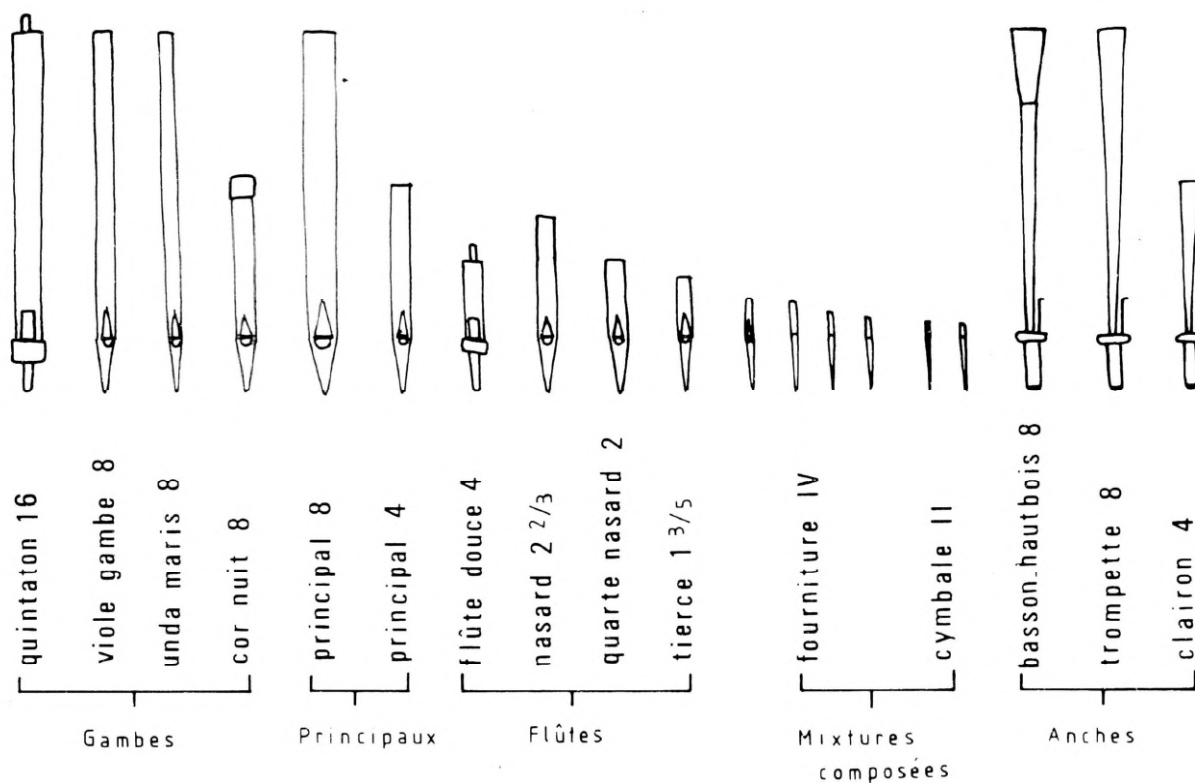 quintaton 16
viole gambe 8
unda maris 8
cor nuit 8
principal 8
principal 4
flûte douce 4
nasard 2 2/3
quarte nasard 2
tierce 1 3/5
fourniture IV
cymbale II
basson-hautbois 8
trompette 8
clairon 4
Gambes
Principaux
Flûtes
Mixtures
composées
Anches